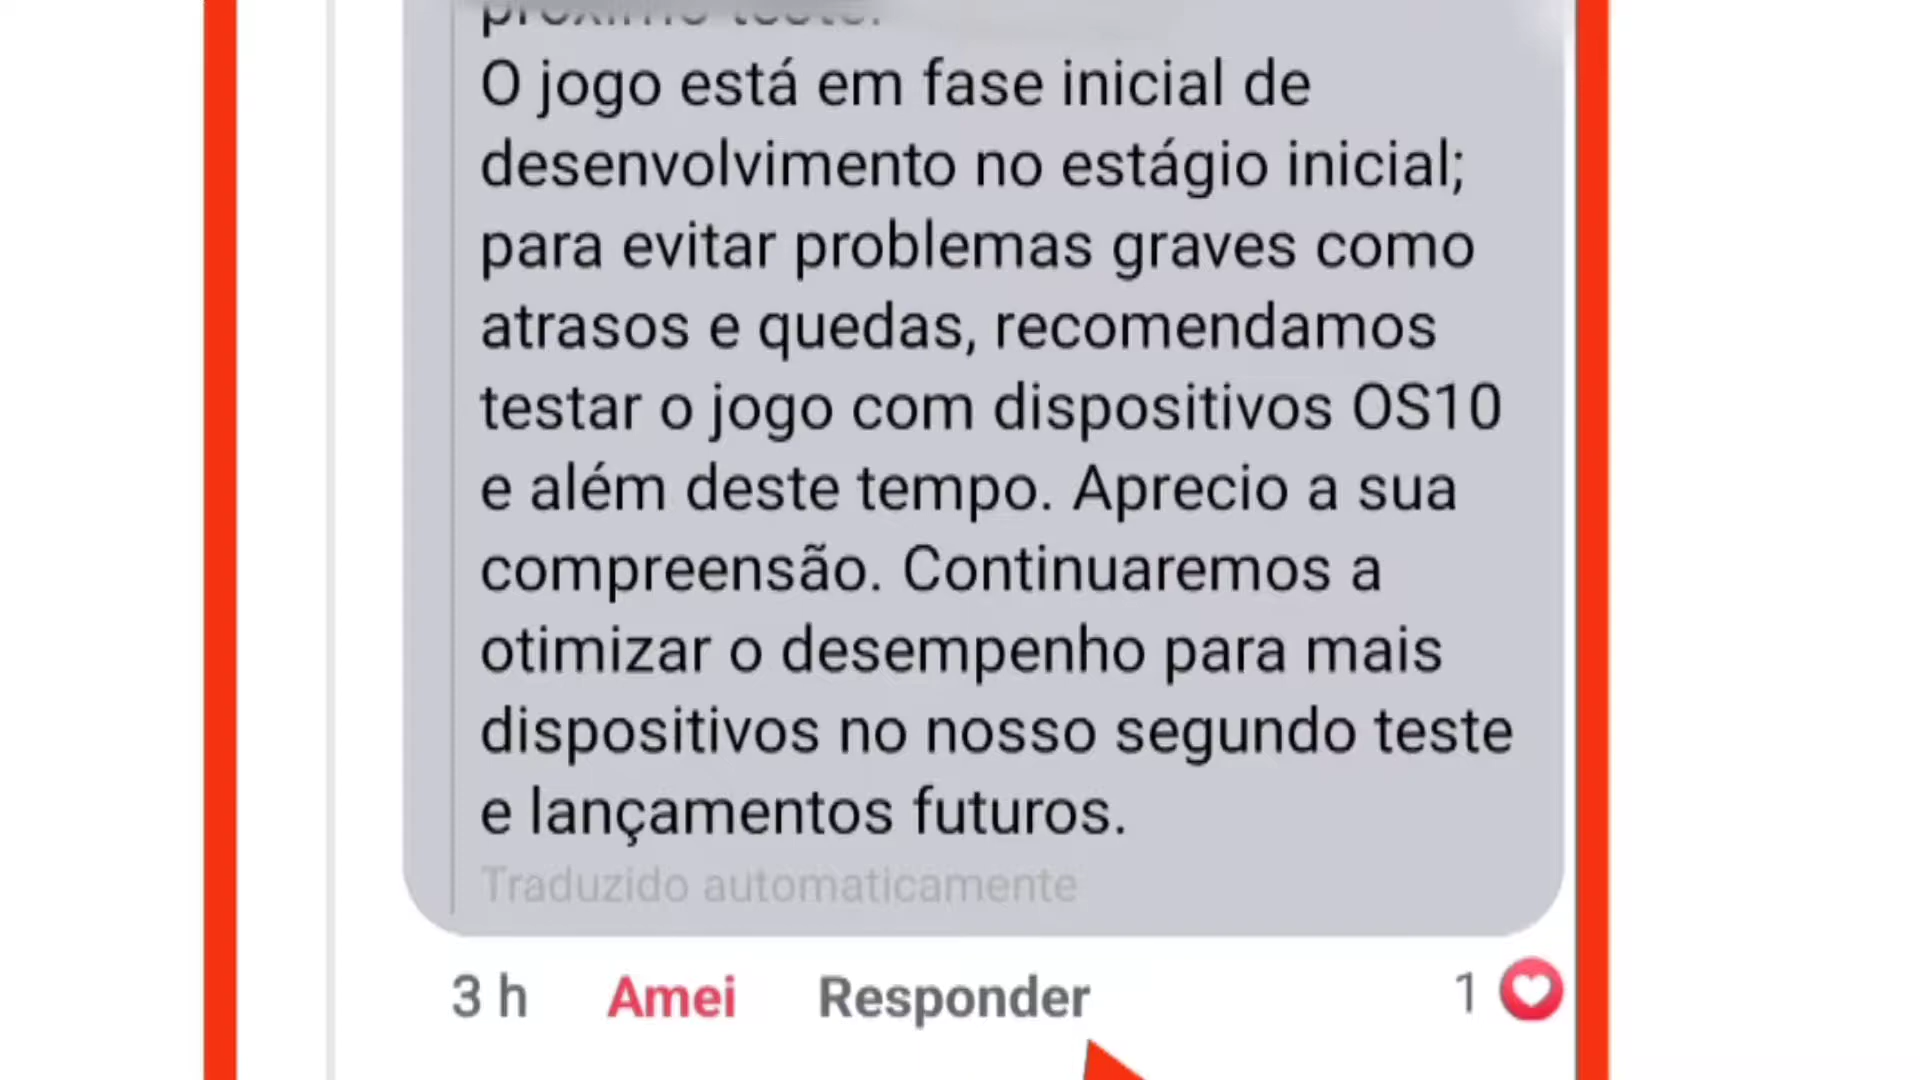 próximo teste.
O jogo está em fase inicial de
desenvolvimento no estágio inicial;
para evitar problemas graves como
atrasos e quedas, recomendamos
testar o jogo com dispositivos OS10
e além deste tempo. Aprecio a sua
compreensão. Continuaremos a
otimizar o desempenho para mais
dispositivos no nosso segundo teste
e lançamentos futuros.
Traduzido automaticamente
3 h Amei Responder 1